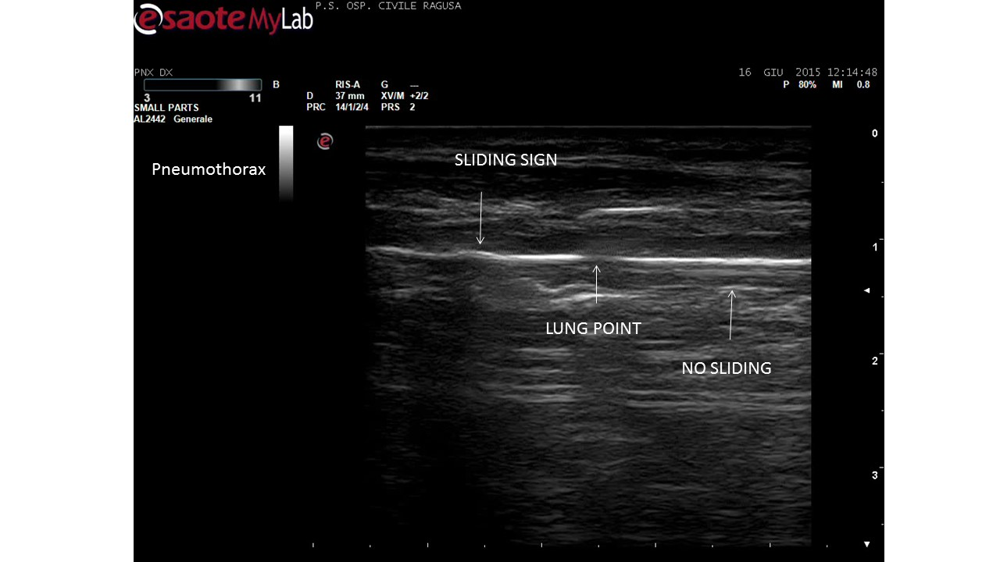 esaoteMyLab
P.S. OSP. CIVILE RAGUSA
PNX DX
16 GIU 2015 12:14:48
B RIS-A G ---
P 80% MI 0.8
3 11
D 37 mm XV/M +2/2
SMALL PARTS
PRC 14/1/2/4 PRS 2
AL2442 Generale
0
e
SLIDING SIGN
Pneumothorax
1
LUNG POINT
2
NO SLIDING
3